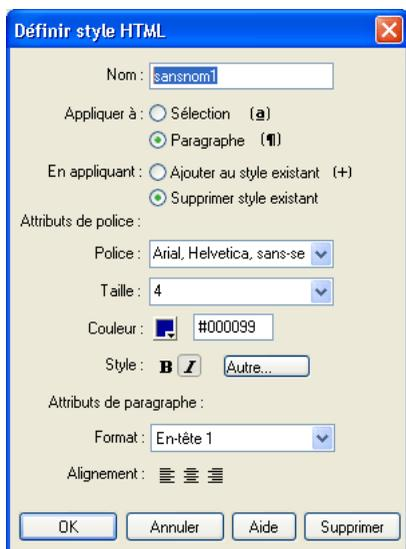 Définir style HTML
Nom : sansnom1
Appliquer à : Sélection (a)
Paragraphe (¶)
En appliquant : Ajouter au style existant (+)
Supprimer style existant
Attributs de police :
Police : Arial, Helvetica, sans-se
Taille : 4
Couleur : #000099
Style : B I Autre...
Attributs de paragraphe :
Format : En-tête 1
Alignement :
OK Annuler Aide Supprimer